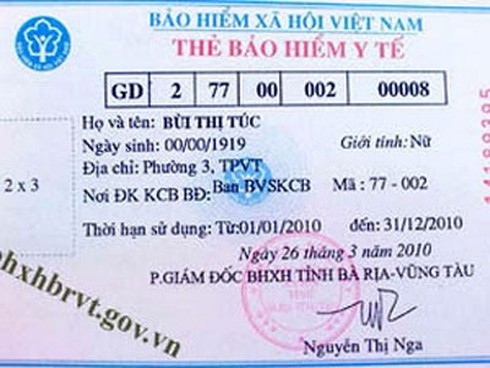 BẢO HIỂM XÃ HỘI VIỆT NAM
THẺ BẢO HIỂM Y TẾ
GD 2 77 00 002 00008
Họ và tên: BÙI THỊ TÚC
Ngày sinh: 00/00/1919 Giới tính: Nữ
Địa chỉ: Phường 3, TPVT
2 x 3
Nơi ĐK KCB BĐ: Ban BVSKCB Mã : 77 - 002
Thời hạn sử dụng: Từ:01/01/2010 đến: 31/12/2010
Ngày 26 tháng 3 năm 2010
P.GIÁM ĐỐC BHXH TỈNH BÀ RỊA-VŨNG TÀU
hxhbrvt.gov.vn
Nguyễn Thị Nga